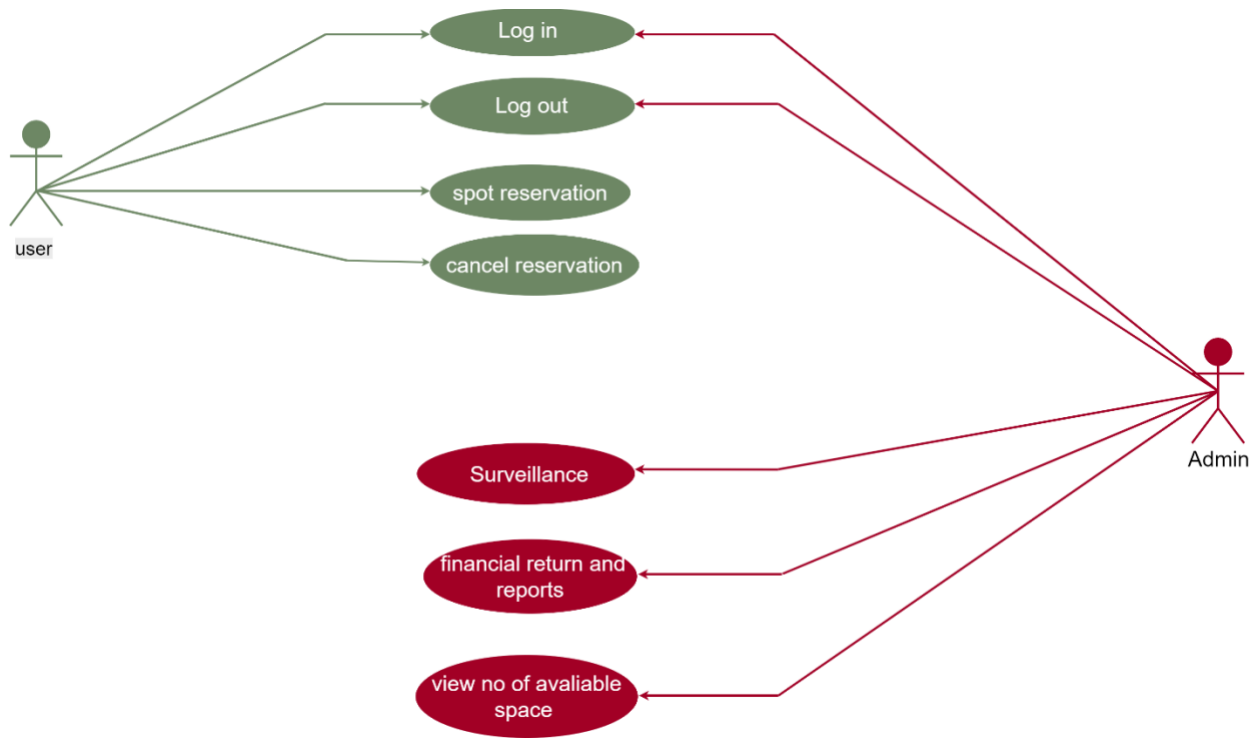 Log in
Log out
spot reservation
cancel reservation
user
Surveillance
financial return and
reports
view no of avaliable
space
Admin